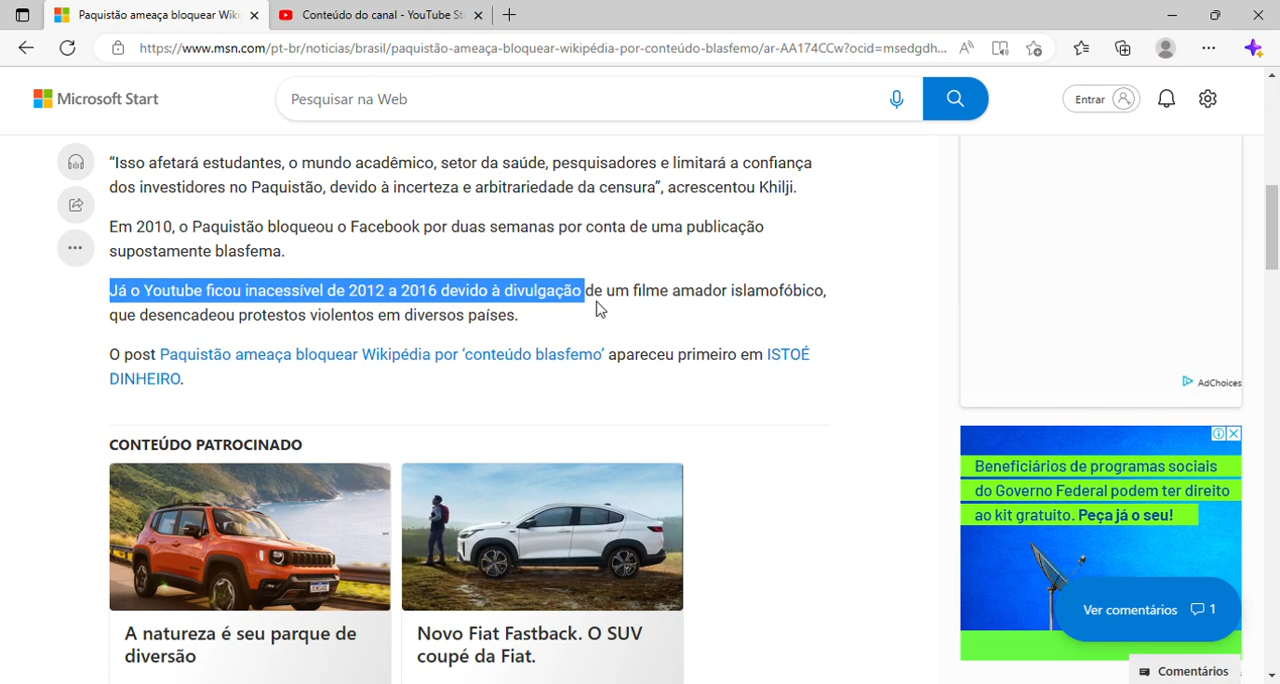 Paquistão ameaça bloquear Wiki
Conteúdo do canal - YouTube St
https://www.msn.com/pt-br/noticias/brasil/paquistão-ameaça-bloquear-wikipédia-por-conteúdo-blasfemo/ar-AA174CCw?ocid=msedgdh...
Microsoft Start
Pesquisar na Web
Entrar
“Isso afetará estudantes, o mundo acadêmico, setor da saúde, pesquisadores e limitará a confiança
dos investidores no Paquistão, devido à incerteza e arbitrariedade da censura”, acrescentou Khilji.
Em 2010, o Paquistão bloqueou o Facebook por duas semanas por conta de uma publicação
supostamente blasfema.
Já o Youtube ficou inacessível de 2012 a 2016 devido à divulgação de um filme amador islamofóbico,
que desencadeou protestos violentos em diversos países.
O post Paquistão ameaça bloquear Wikipédia por ‘conteúdo blasfemo’ apareceu primeiro em ISTOÉ
DINHEIRO.
AdChoices
CONTEÚDO PATROCINADO
A natureza é seu parque de
diversão
Novo Fiat Fastback. O SUV
coupé da Fiat.
Beneficiários de programas sociais
do Governo Federal podem ter direito
ao kit gratuito. Peça já o seu!
Ver comentários 1
Comentários